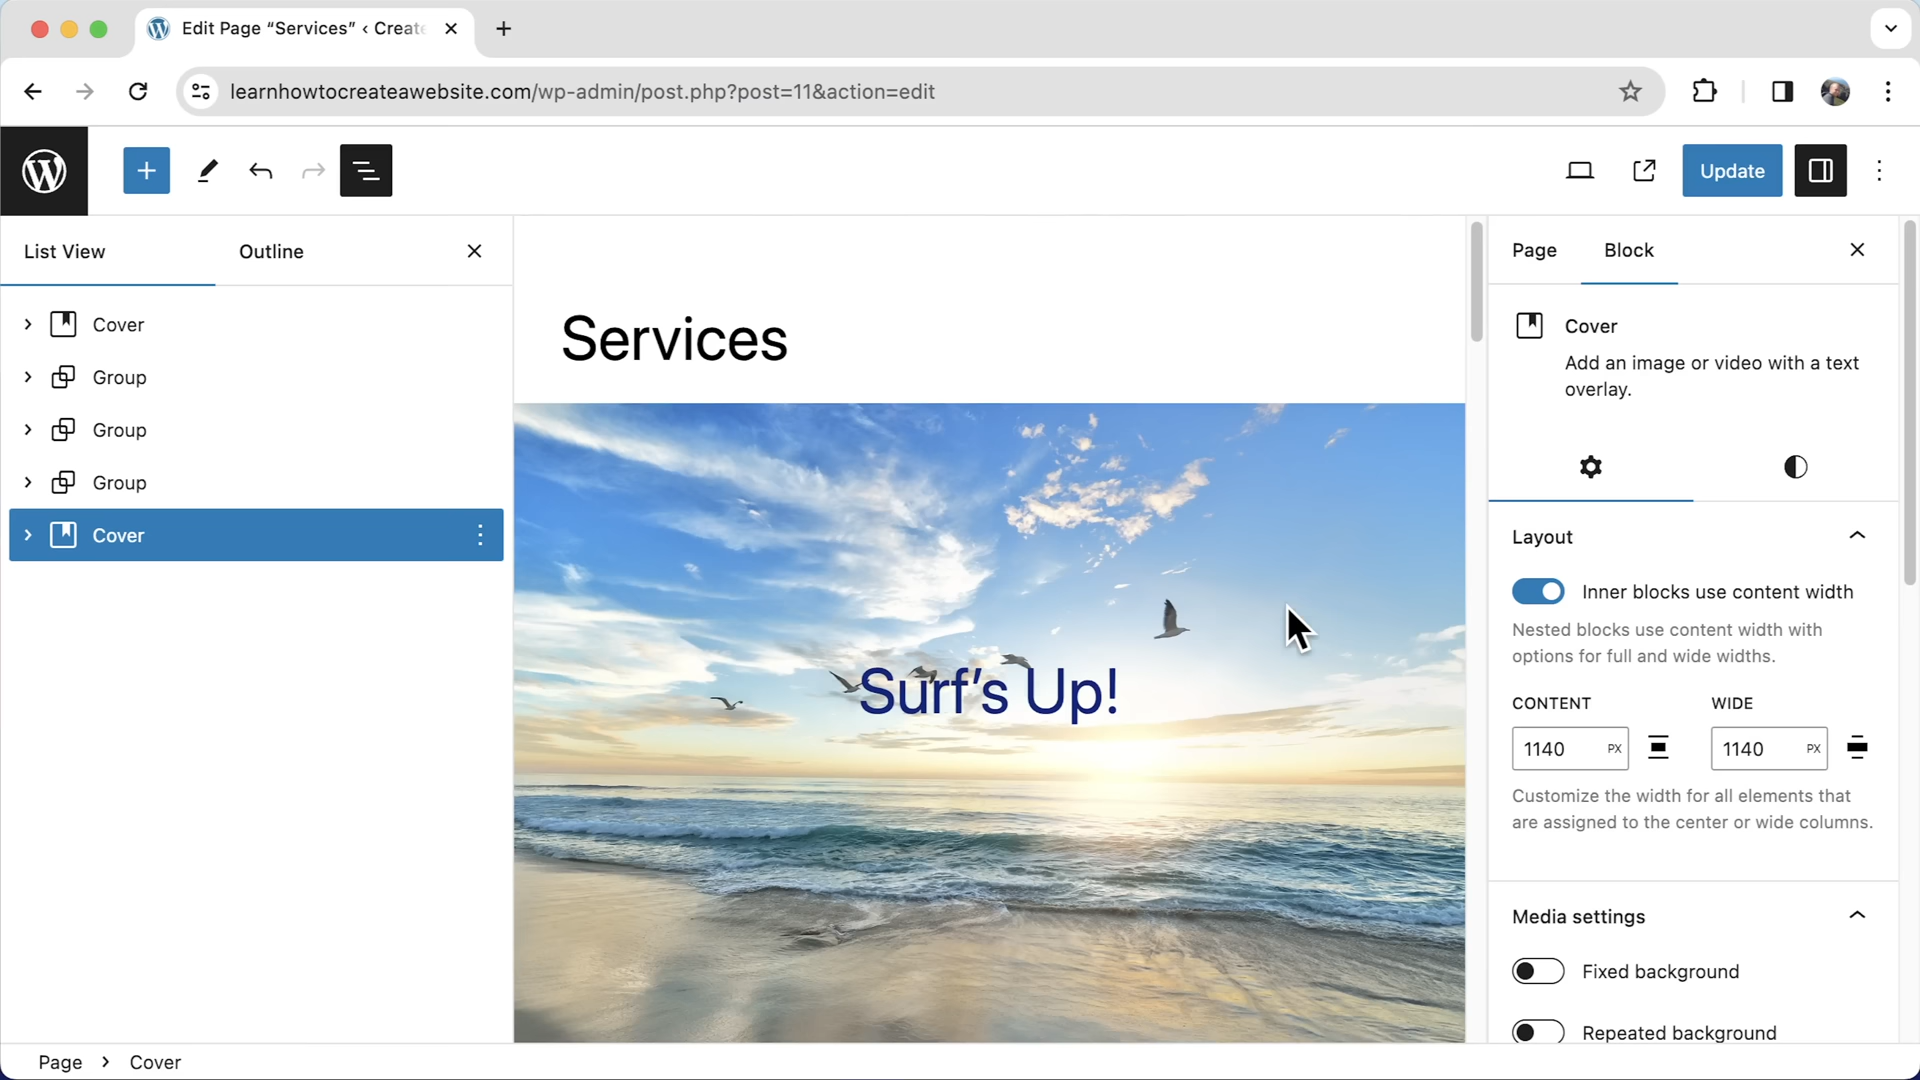 Edit Page “Services” ‹ Create
learnhowtocreateawebsite.com/wp-admin/post.php?post=11&action=edit
Update
List View
Outline
Cover
Group
Group
Group
Cover
Services
Surf’s Up!
Page
Block
Cover
Add an image or video with a text
overlay.
Layout
Inner blocks use content width
Nested blocks use content width with
options for full and wide widths.
CONTENT
WIDE
1140 PX
1140 PX
Customize the width for all elements that
are assigned to the center or wide columns.
Media settings
Fixed background
Repeated background
Page › Cover